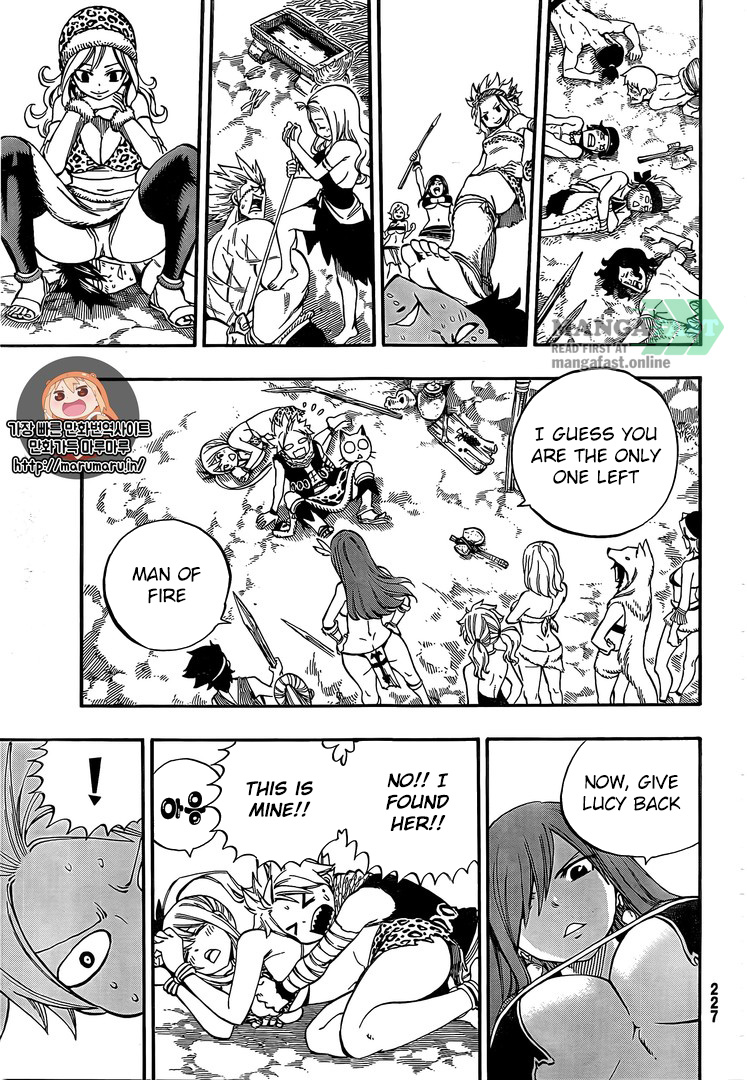 MANGAFAST
READ FIRST AT
mangafast.online
가장 빠른 만화번역사이트
만화가득 마루마루
http://marumaru.in/
I GUESS YOU
ARE THE ONLY
ONE LEFT
MAN OF
FIRE
NOW, GIVE
LUCY BACK
NO!! I
FOUND
HER!!
THIS IS
MINE!!
아웅
!
227